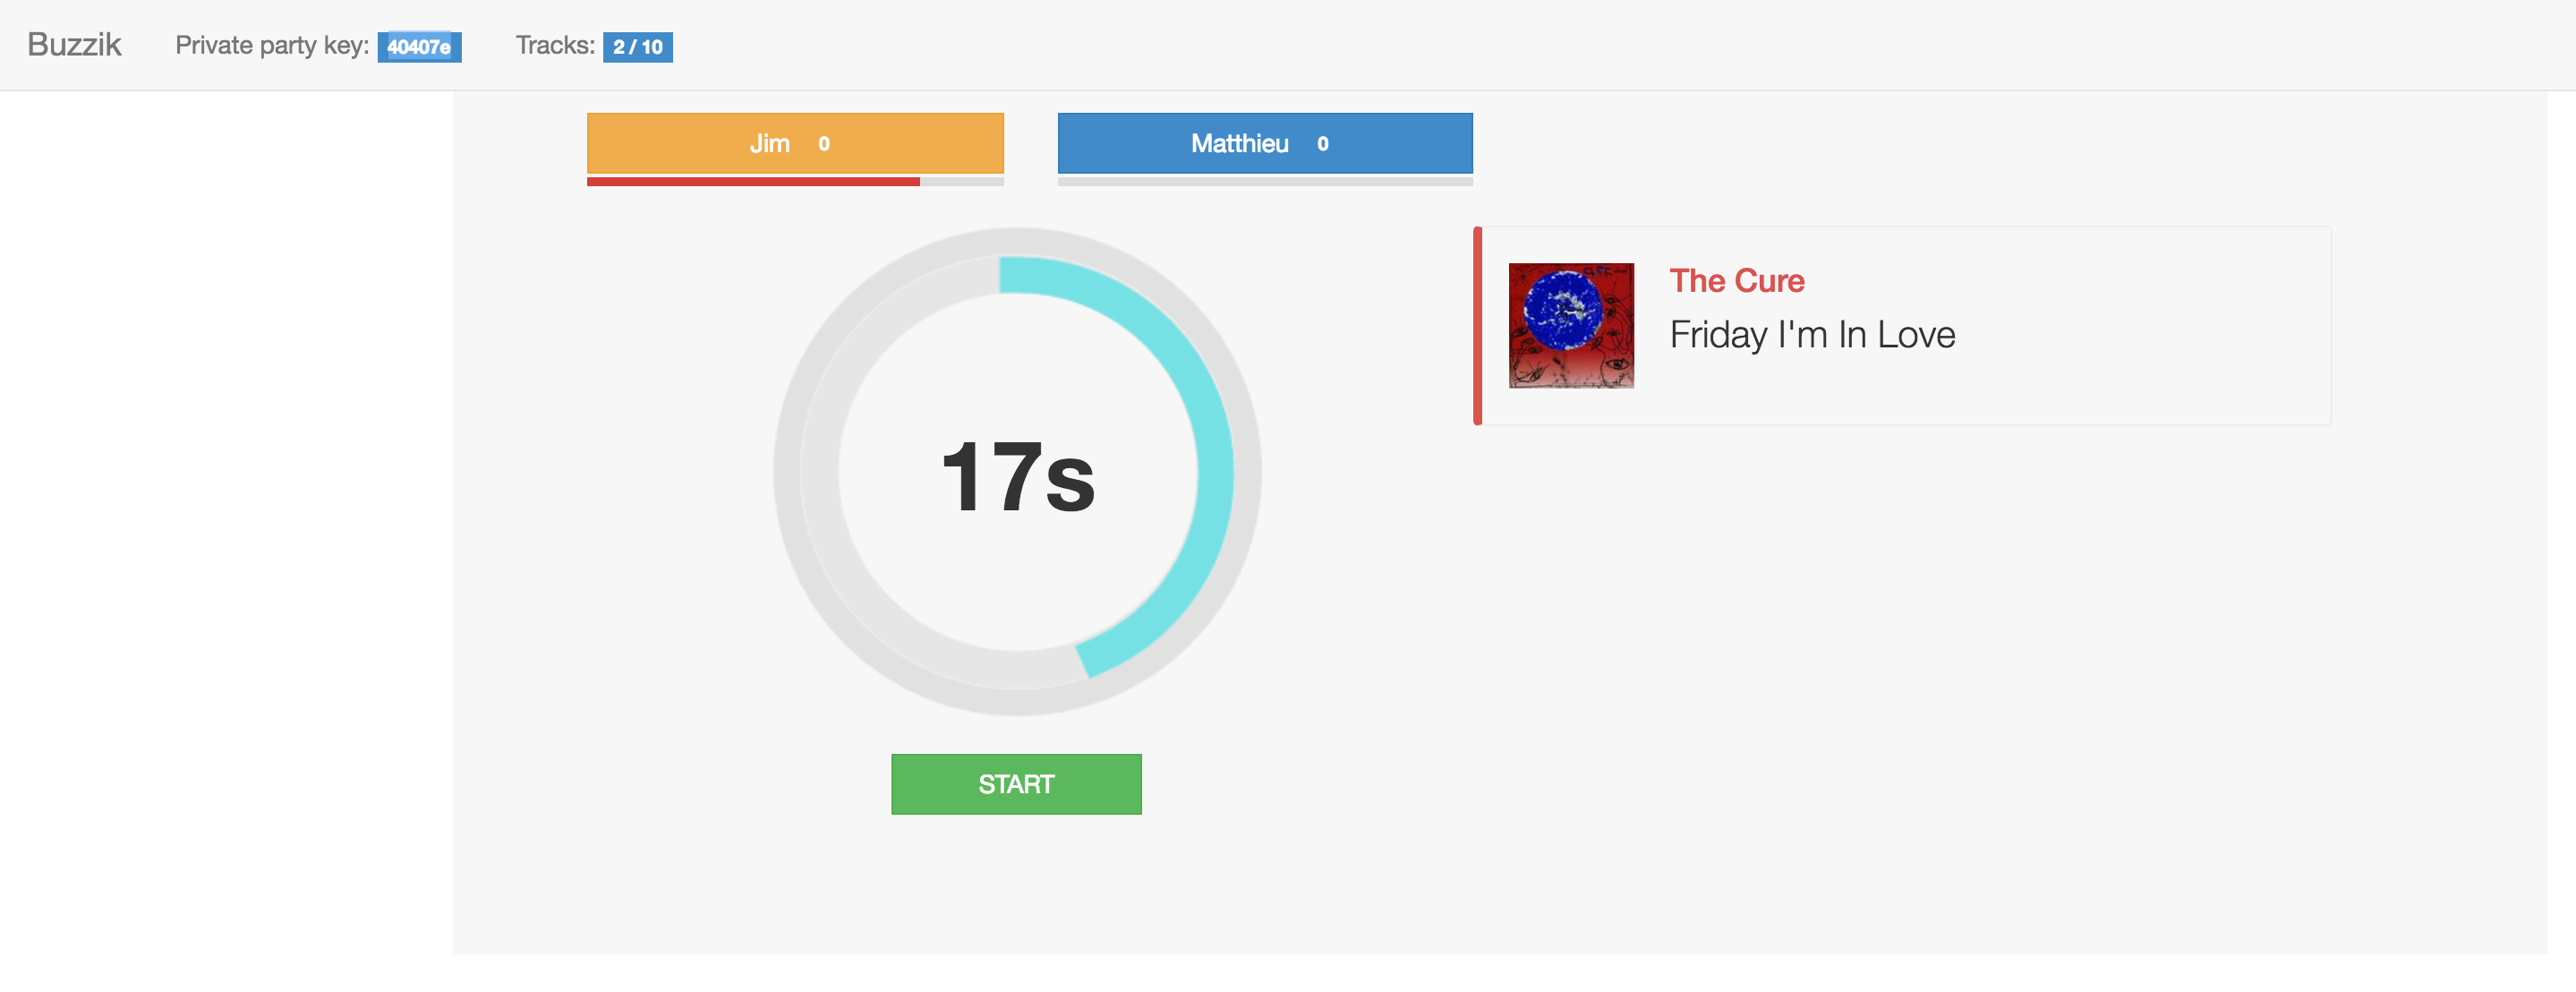 Buzzik Private party key: 40407e Tracks: 2 / 10
Jim 0 Matthieu 0
The Cure
Friday I'm In Love
17s
START